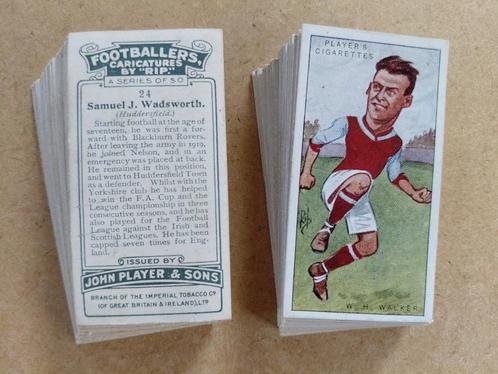 FOOTBALLERS,
CARICATURES
BY "RIP"
A SERIES OF 50
24
Samuel J. Wadsworth.
(Huddersfield.)
Starting football at the age of
seventeen, he was first a for-
ward with Blackburn Rovers.
After leaving the army in 1919,
he joined Nelson, and in an
emergency was placed at back.
He remained in this position,
and went to Huddersfield Town
as a defender. Whilst with the
Yorkshire club he has helped
to win the F.A. Cup and the
League championship in three
consecutive seasons, and he has
also played for the Football
League against the Irish and
Scottish Leagues. He has been
capped seven times for Eng-
land.
ISSUED BY
JOHN PLAYER & SONS
BRANCH OF THE IMPERIAL TOBACCO Co
(OF GREAT BRITAIN & IRELAND), LTD
PLAYER'S
CIGARETTES
RIP
W. H. WALKER